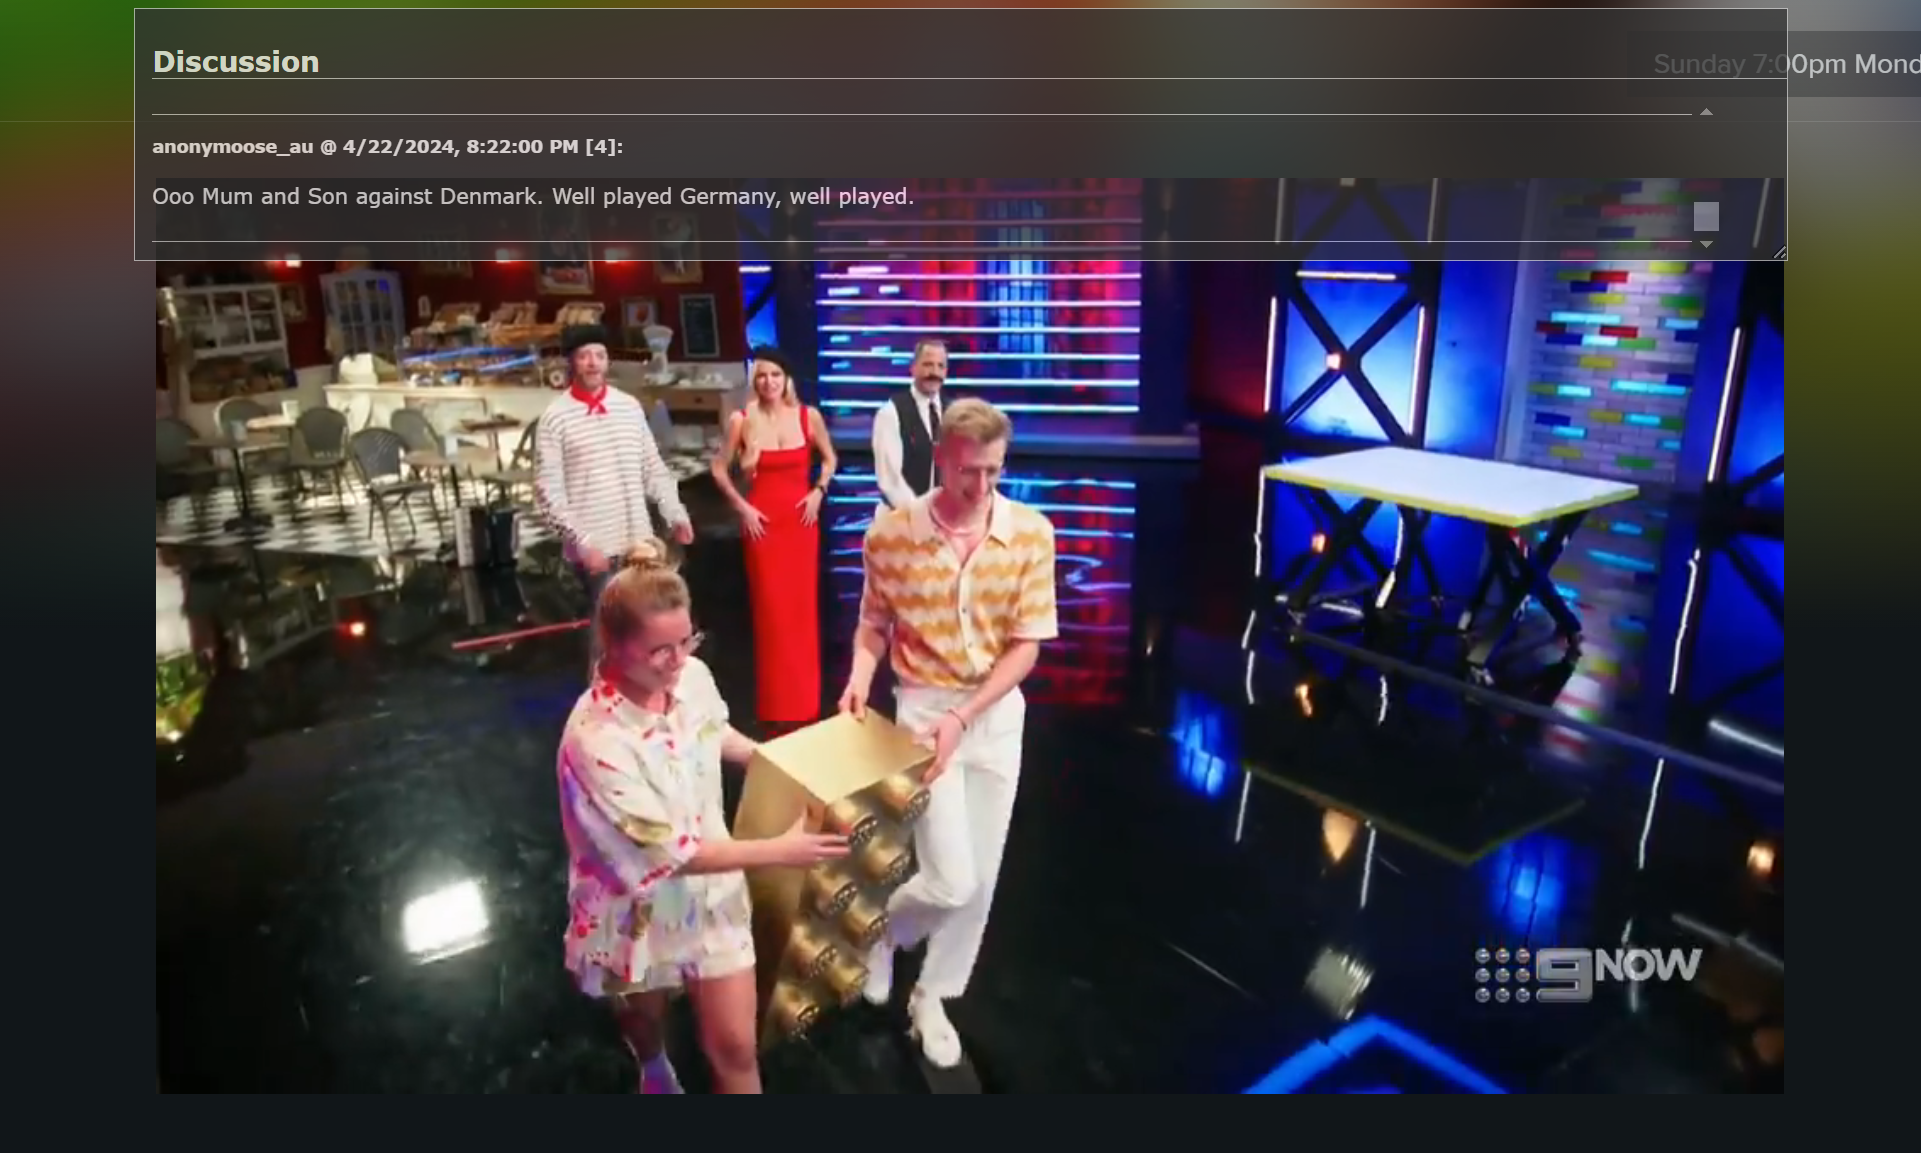 Discussion
Sunday 7:00pm Mond
anonymoose_au @ 4/22/2024, 8:22:00 PM [4]:
Ooo Mum and Son against Denmark. Well played Germany, well played.
9NOW